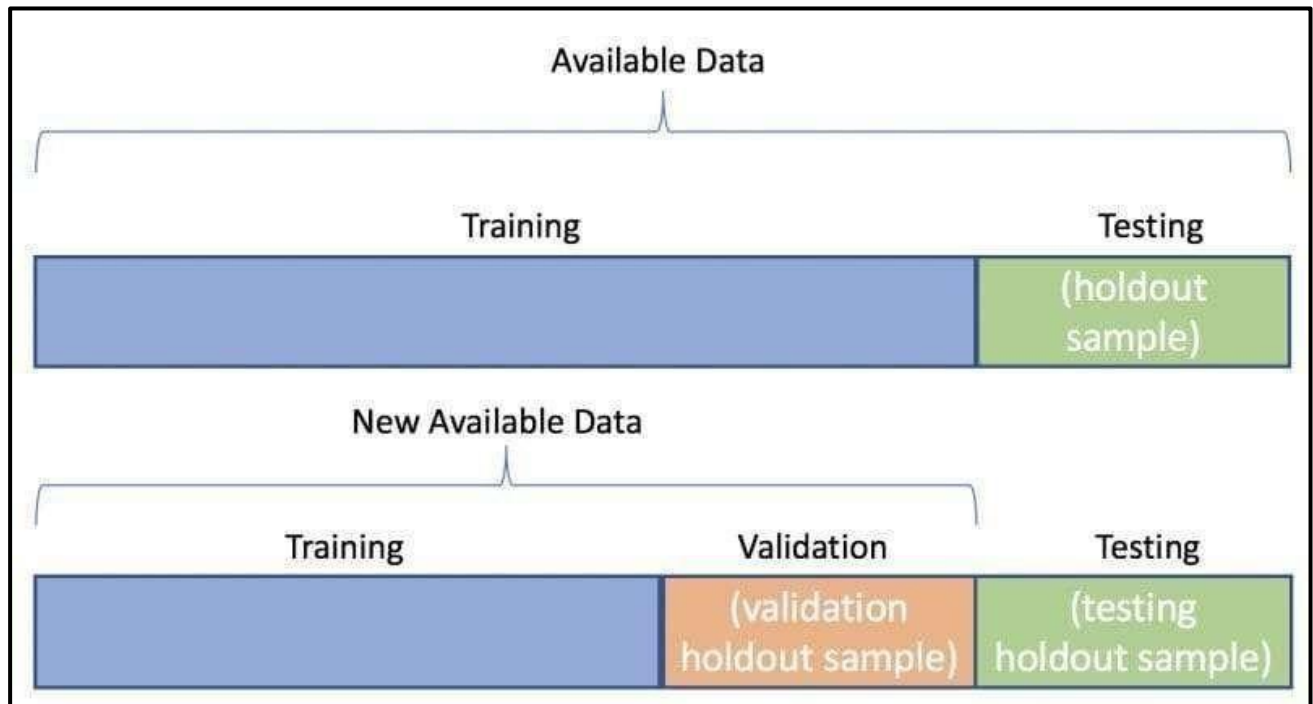 Available Data
Training
Testing
(holdout
sample)
New Available Data
Training
Validation
Testing
(validation
holdout sample)
(testing
holdout sample)